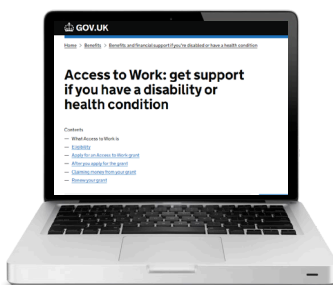 GOV.UK
Home > Benefits > Benefits and financial support if you're disabled or have a health condition
Access to Work: get support
if you have a disability or
health condition
Contents
— What Access to Work is
— Eligibility
— Apply for an Access to Work grant
— After you apply for the grant
— Claiming money from your grant
— Renew your grant